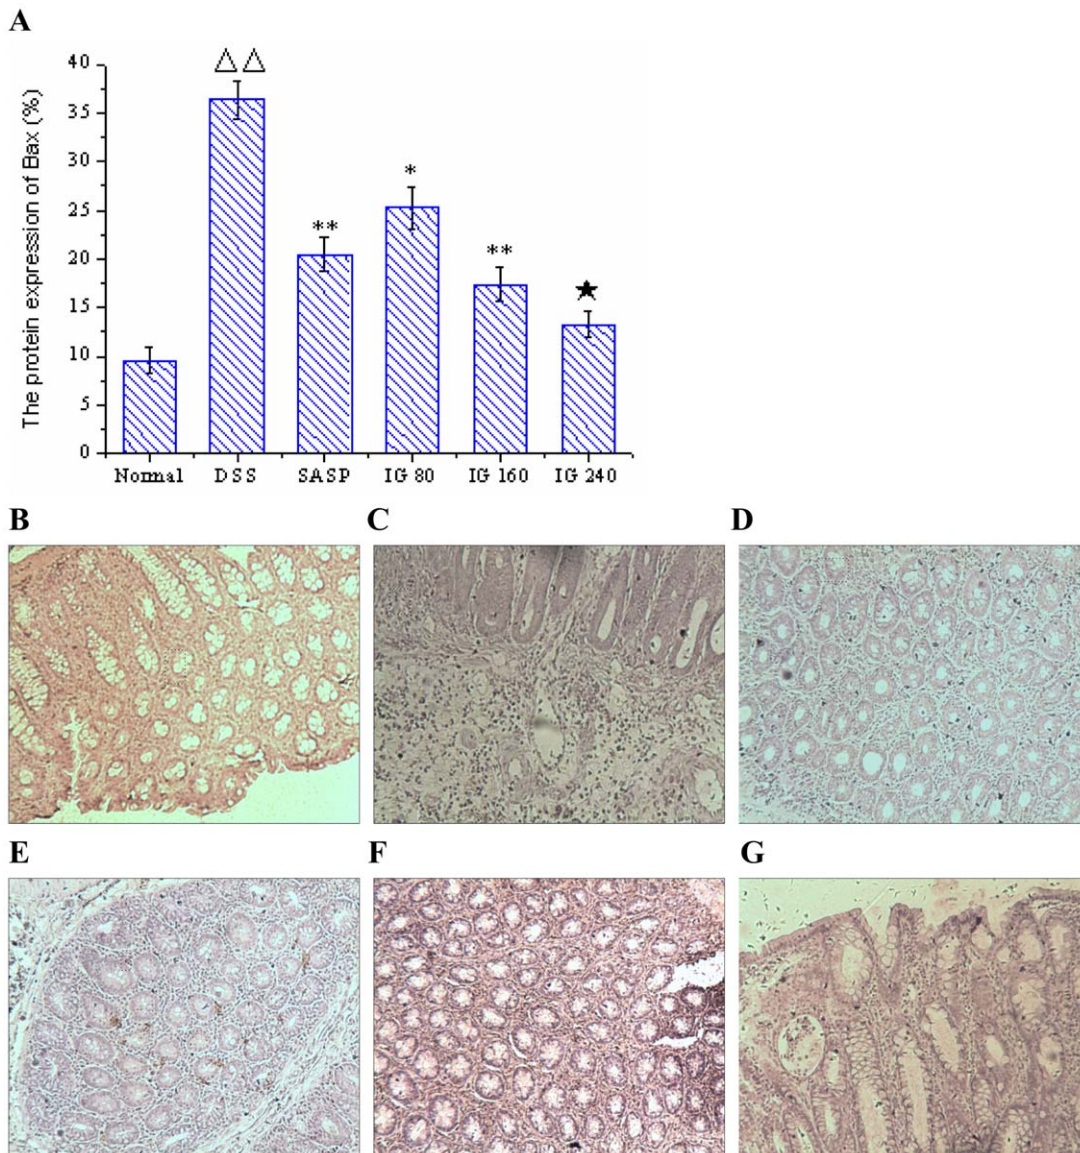 A
The protein expression of Bax (%)
40
35
30
25
20
15
10
5
0
△△
**
*
**
★
Normal DSS SASP IG 80 IG 160 IG 240
B C D
E F G